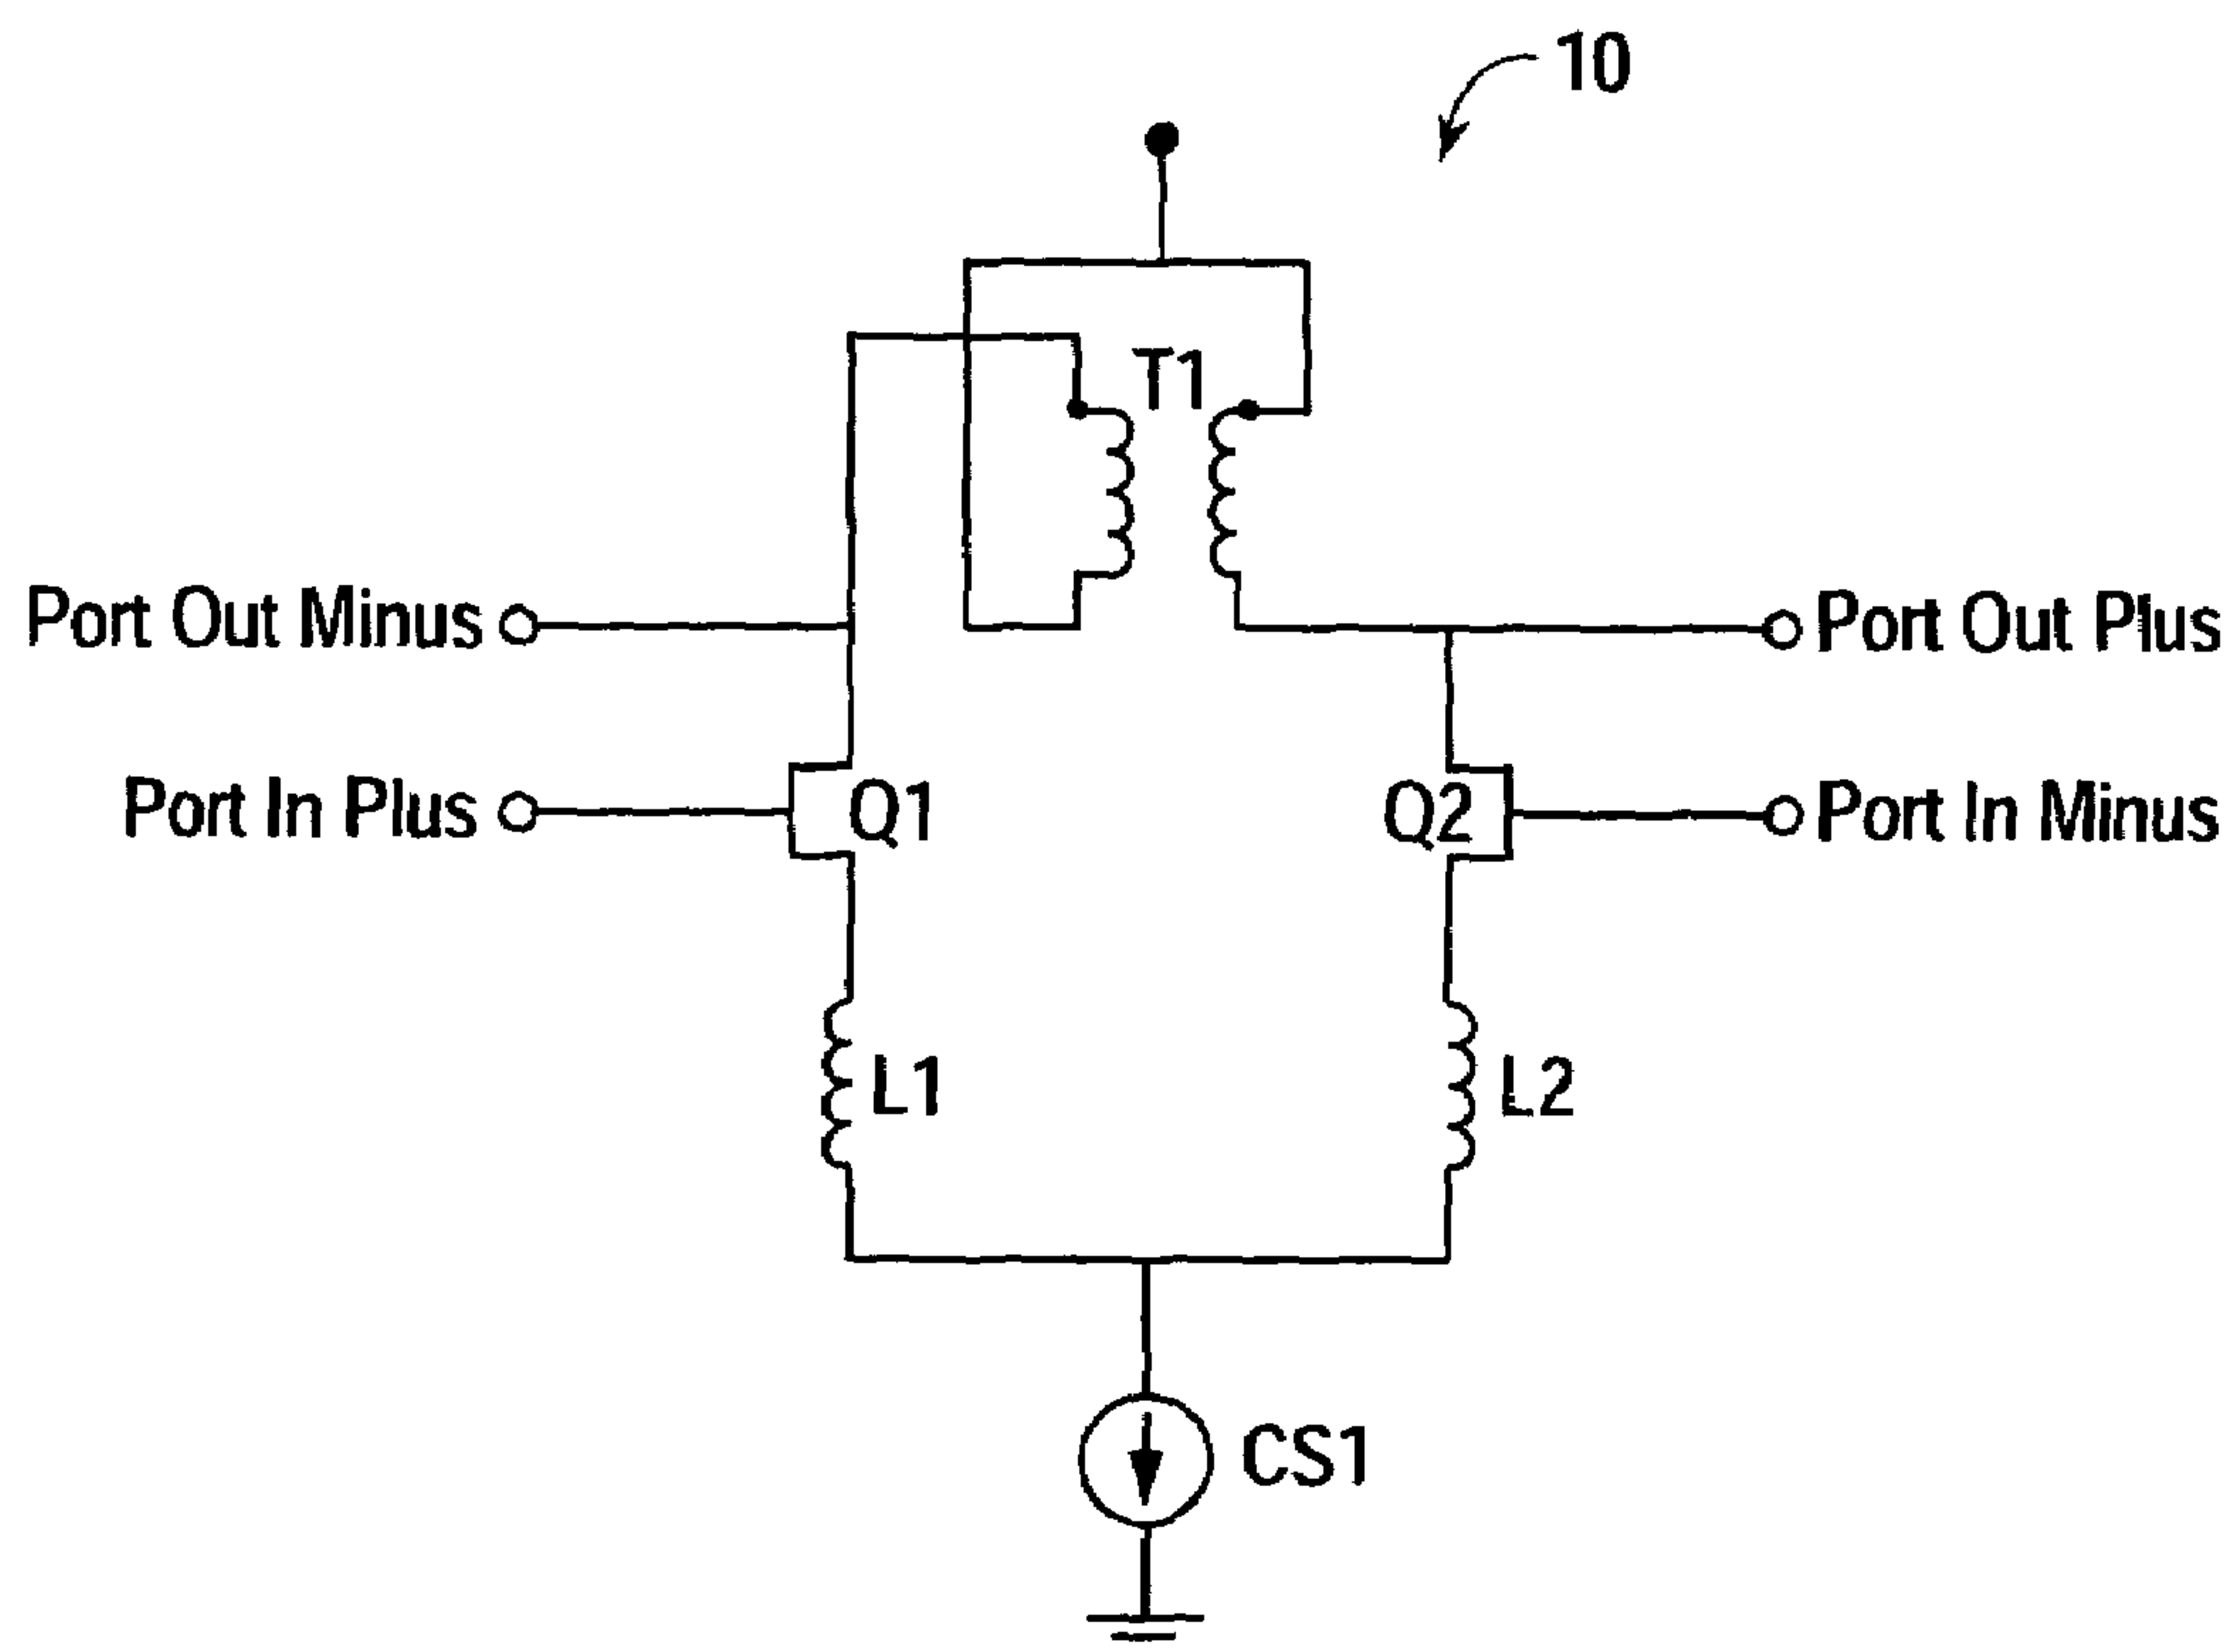 10
T1
Port Out Minus
Port Out Plus
Port In Plus
Q1
Q2
Port In Minus
L1
L2
CS1